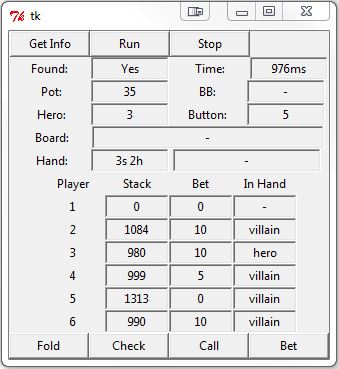 tk
Get Info Run Stop
Found: Yes Time: 976ms
Pot: 35 BB: -
Hero: 3 Button: 5
Board: -
Hand: 3s 2h -
Player Stack Bet In Hand
1 0 0 -
2 1084 10 villain
3 980 10 hero
4 999 5 villain
5 1313 0 villain
6 990 10 villain
Fold Check Call Bet